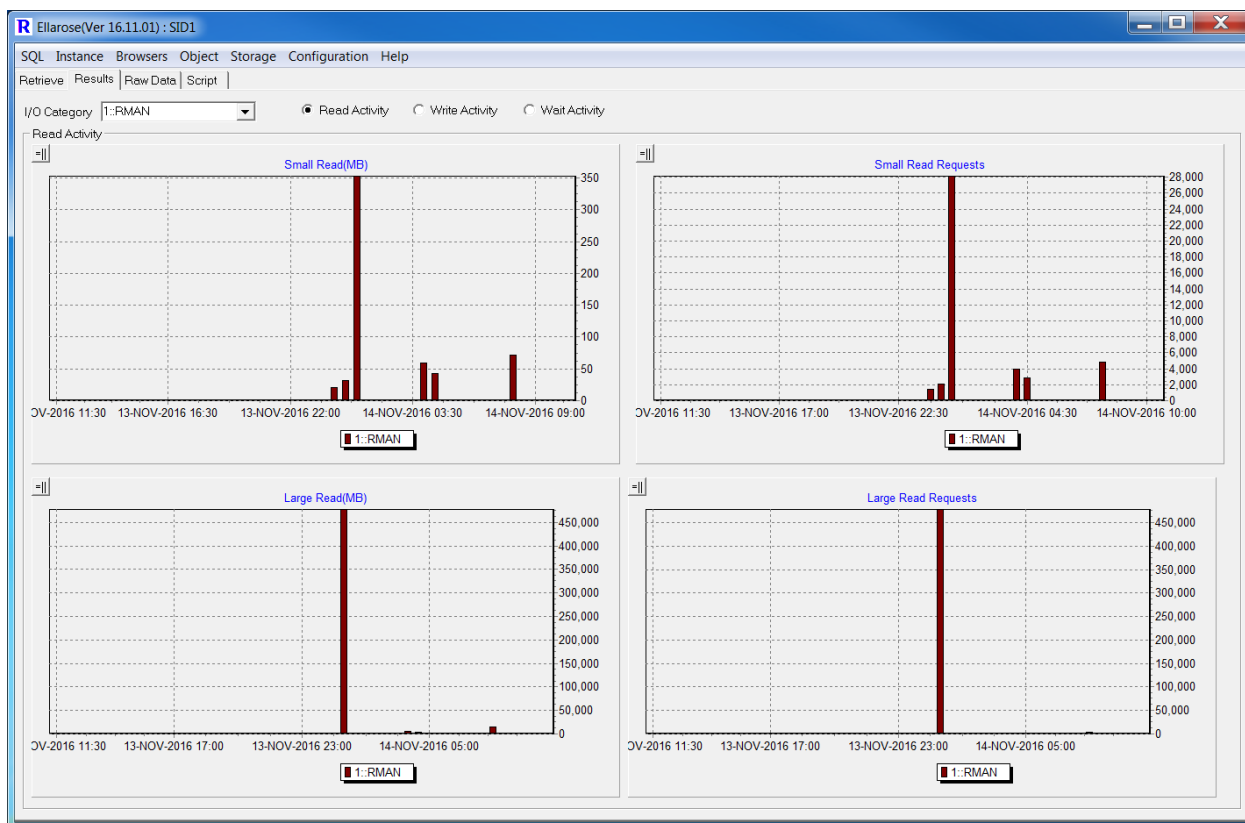 R Ellarose(Ver 16.11.01) : SID1
SQL Instance Browsers Object Storage Configuration Help
Retrieve Results Raw Data Script
I/O Category 1::RMAN Read Activity Write Activity Wait Activity
Read Activity
=||
Small Read(MB)
350
300
250
200
150
100
50
0
OV-2016 11:30 13-NOV-2016 16:30 13-NOV-2016 22:00 14-NOV-2016 03:30 14-NOV-2016 09:00
1::RMAN
=||
Small Read Requests
28,000
26,000
24,000
22,000
20,000
18,000
16,000
14,000
12,000
10,000
8,000
6,000
4,000
2,000
0
OV-2016 11:30 13-NOV-2016 17:00 13-NOV-2016 22:30 14-NOV-2016 04:30 14-NOV-2016 10:00
1::RMAN
=||
Large Read(MB)
450,000
400,000
350,000
300,000
250,000
200,000
150,000
100,000
50,000
0
OV-2016 11:30 13-NOV-2016 17:00 13-NOV-2016 23:00 14-NOV-2016 05:00
1::RMAN
=||
Large Read Requests
450,000
400,000
350,000
300,000
250,000
200,000
150,000
100,000
50,000
0
OV-2016 11:30 13-NOV-2016 17:00 13-NOV-2016 23:00 14-NOV-2016 05:00
1::RMAN